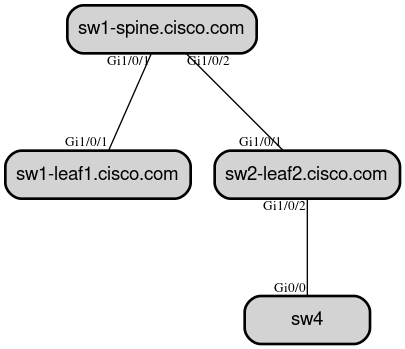 sw1-spine.cisco.com
Gi1/0/1 Gi1/0/2
Gi1/0/1 Gi1/0/1
sw1-leaf1.cisco.com sw2-leaf2.cisco.com
Gi1/0/2
Gi0/0
sw4